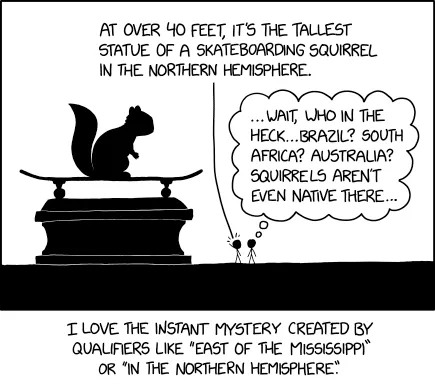 AT OVER 40 FEET, IT'S THE TALLEST
STATUE OF A SKATEBOARDING SQUIRREL
IN THE NORTHERN HEMISPHERE.
...WAIT, WHO IN THE
HECK...BRAZIL? SOUTH
AFRICA? AUSTRALIA?
SQUIRRELS AREN'T
EVEN NATIVE THERE...
I LOVE THE INSTANT MYSTERY CREATED BY
QUALIFIERS LIKE "EAST OF THE MISSISSIPPI"
OR "IN THE NORTHERN HEMISPHERE."